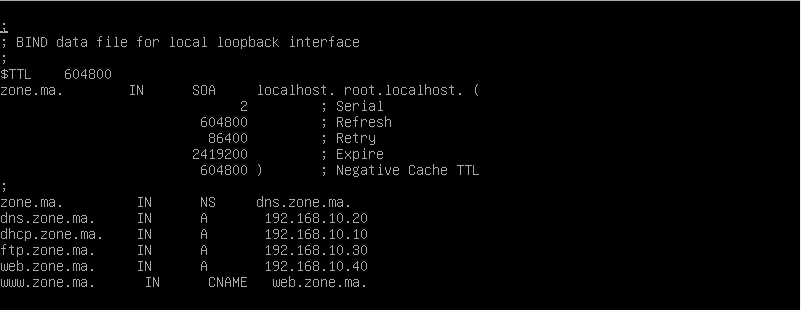 ;
; BIND data file for local loopback interface
;
$TTL    604800
zone.ma.        IN      SOA     localhost. root.localhost. (
                              2         ; Serial
                         604800         ; Refresh
                          86400         ; Retry
                        2419200         ; Expire
                         604800 )       ; Negative Cache TTL
;
zone.ma.         IN      NS     dns.zone.ma.
dns.zone.ma.     IN      A       192.168.10.20
dhcp.zone.ma.    IN      A       192.168.10.10
ftp.zone.ma.     IN      A       192.168.10.30
web.zone.ma.     IN      A       192.168.10.40
www.zone.ma.      IN      CNAME   web.zone.ma.